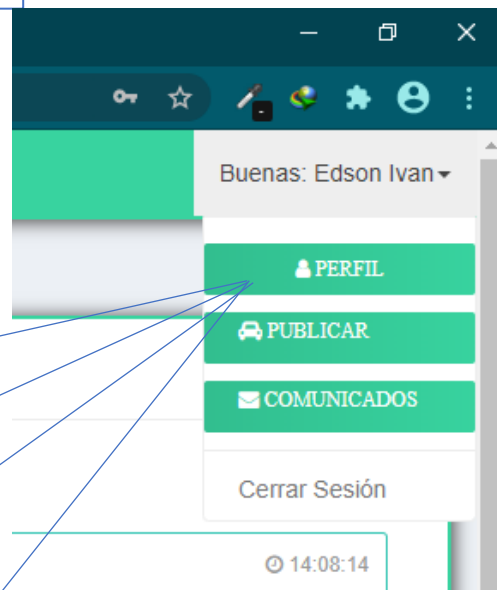 Buenas: Edson Ivan
PERFIL
PUBLICAR
COMUNICADOS
Cerrar Sesión
14:08:14